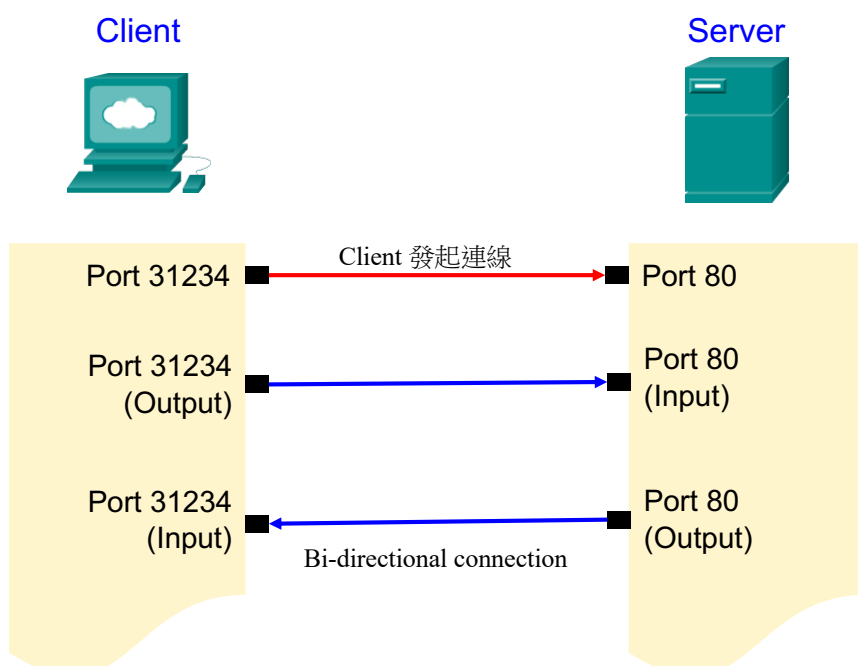 Client
Server
Port 31234
Client 發起連線
Port 80
Port 31234
(Output)
Port 80
(Input)
Port 31234
(Input)
Port 80
(Output)
Bi-directional connection